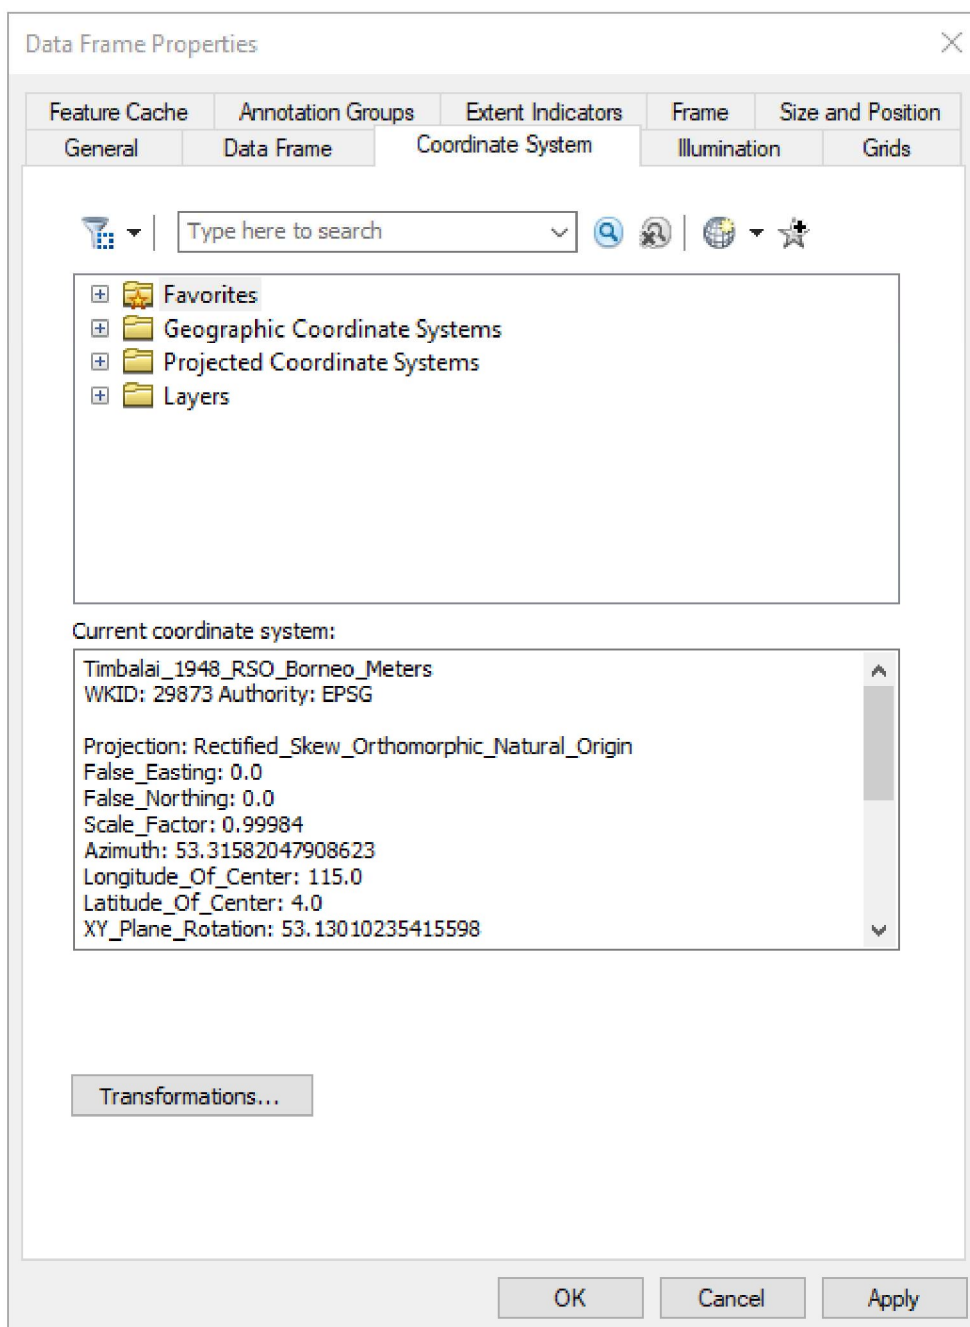 Data Frame Properties
Feature Cache Annotation Groups Extent Indicators Frame Size and Position
General Data Frame Coordinate System Illumination Grids
Type here to search
Favorites
Geographic Coordinate Systems
Projected Coordinate Systems
Layers
Current coordinate system:
Timbalai_1948_RSO_Borneo_Meters
WKID: 29873 Authority: EPSG
Projection: Rectified_Skew_Orthomorphic_Natural_Origin
False_Easting: 0.0
False_Northing: 0.0
Scale_Factor: 0.99984
Azimuth: 53.31582047908623
Longitude_Of_Center: 115.0
Latitude_Of_Center: 4.0
XY_Plane_Rotation: 53.13010235415598
Transformations...
OK Cancel Apply